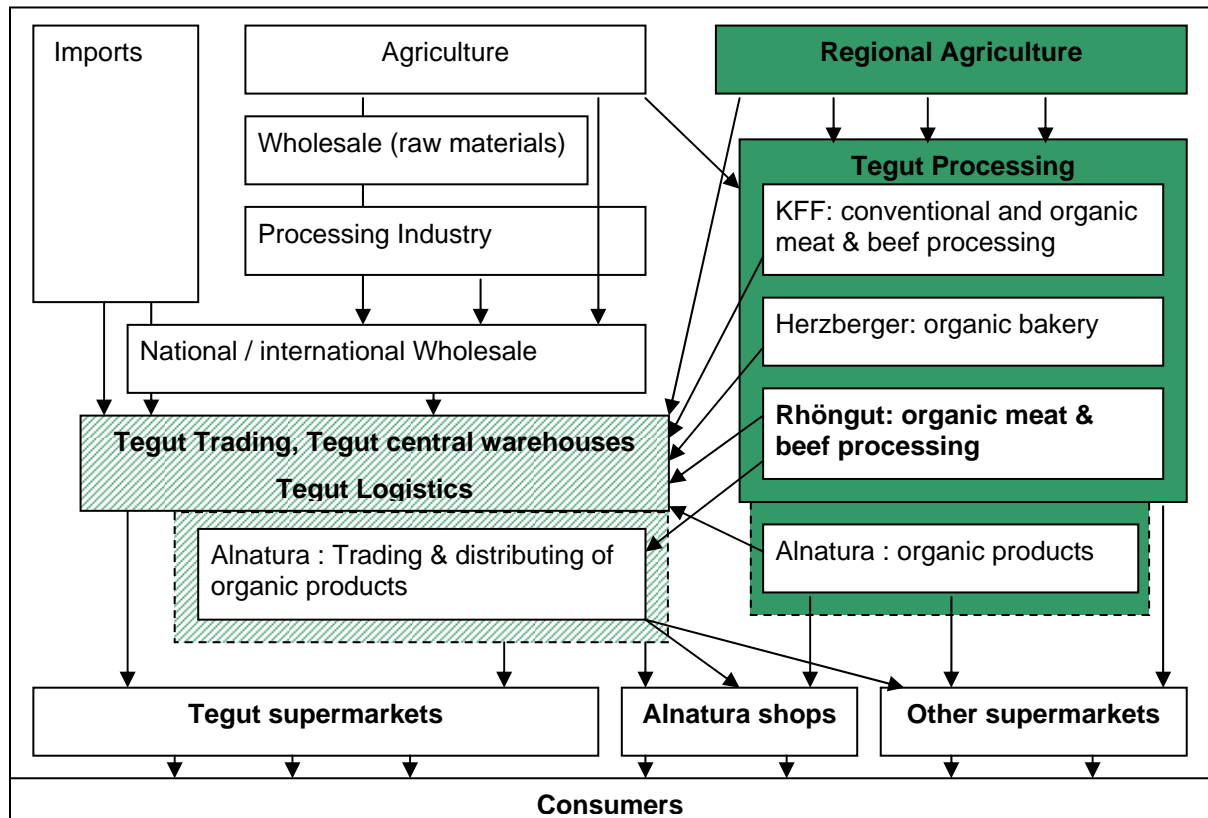 Imports
Agriculture
Regional Agriculture
Wholesale (raw materials)
Tegut Processing
KFF: conventional and organic
meat & beef processing
Processing Industry
Herzberger: organic bakery
National / international Wholesale
Rhöngut: organic meat &
beef processing
Tegut Trading, Tegut central warehouses
Tegut Logistics
Alnatura : Trading & distributing of
organic products
Alnatura : organic products
Tegut supermarkets
Alnatura shops
Other supermarkets
Consumers